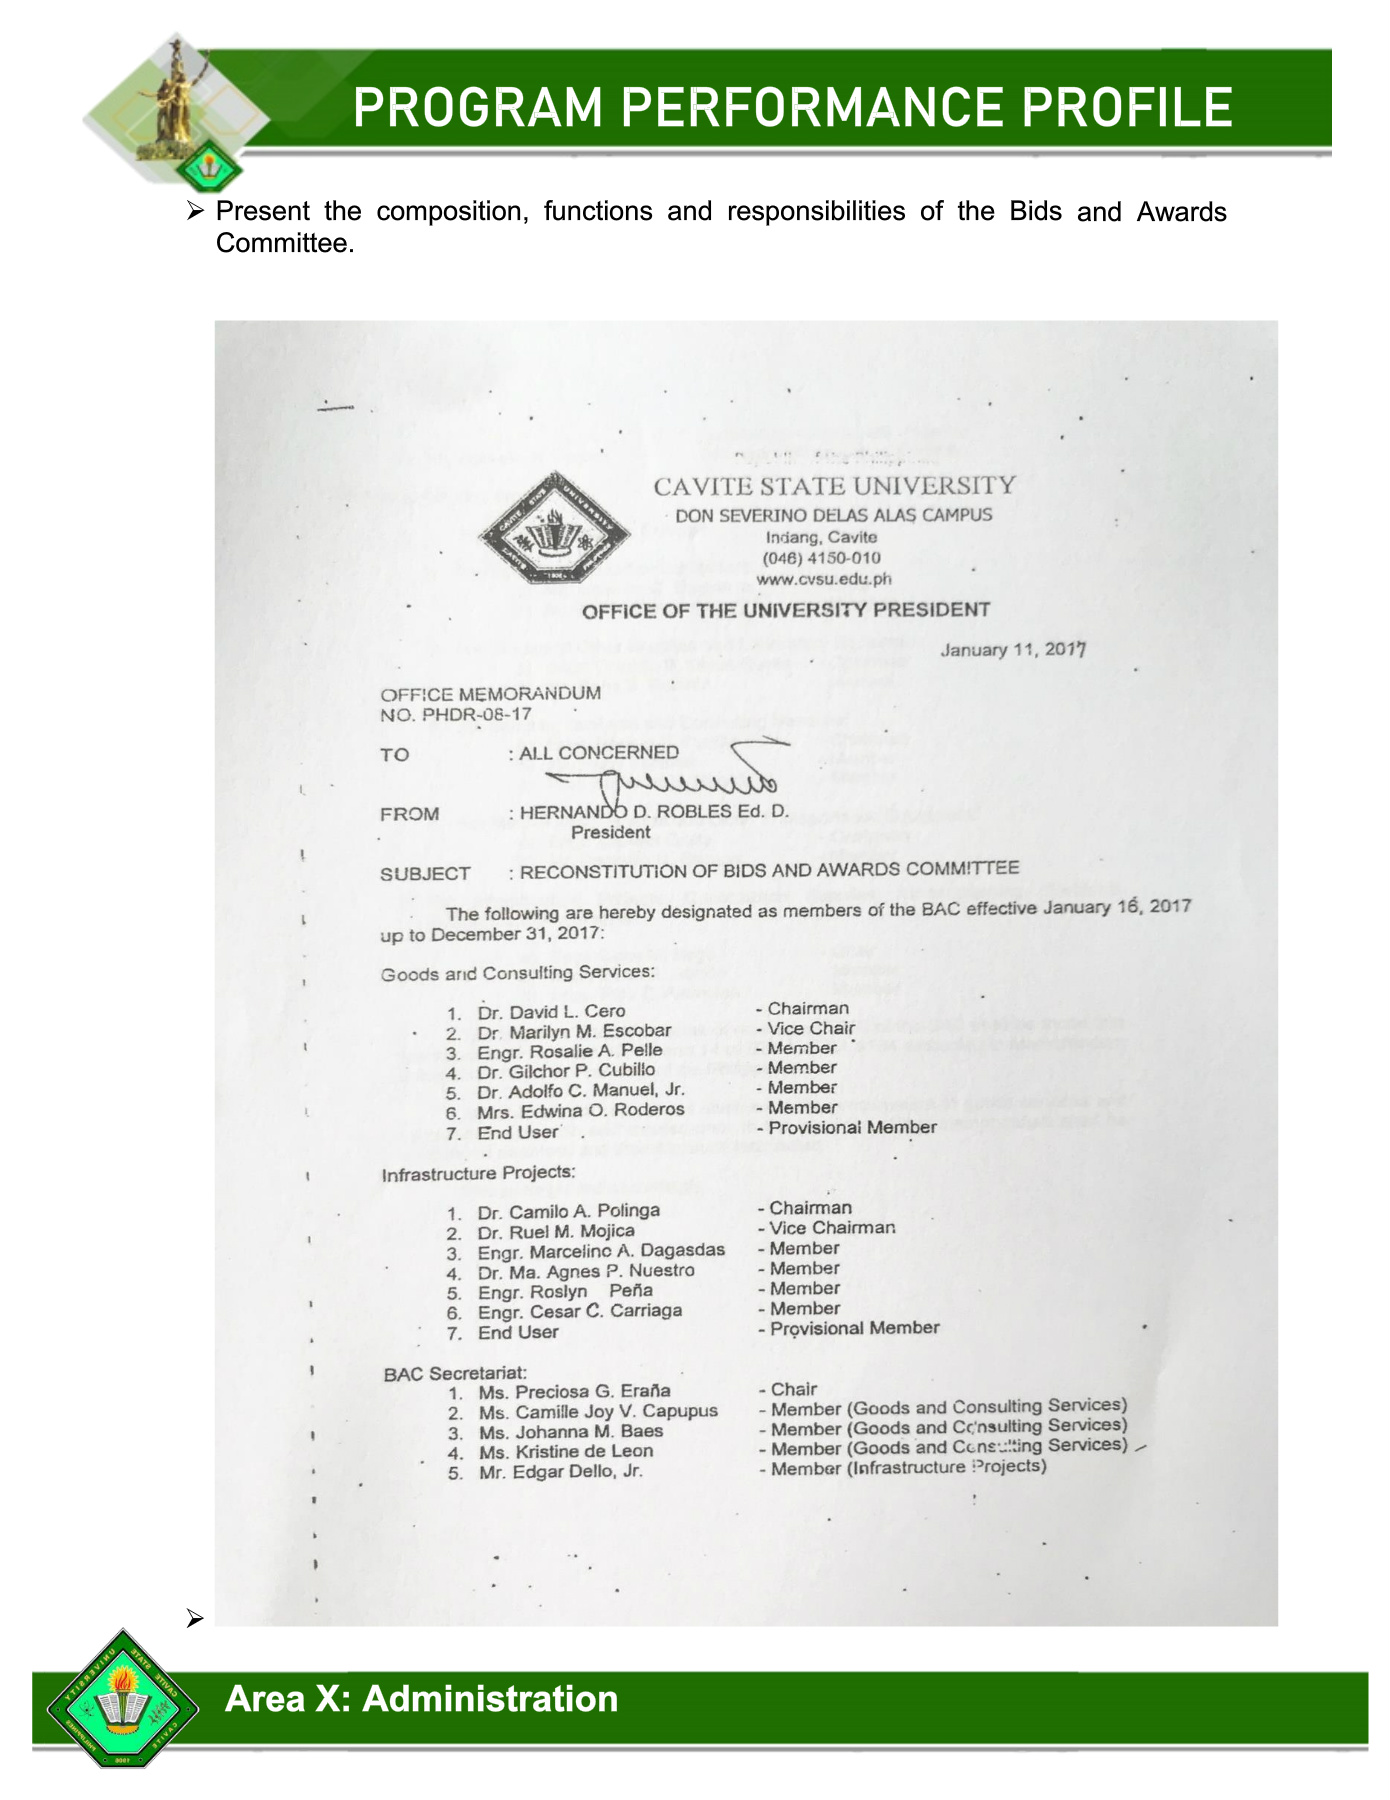 PROGRAM PERFORMANCE PROFILE
➢ Present the composition, functions and responsibilities of the Bids and Awards
Committee.
CAVITE STATE UNIVERSITY
DON SEVERINO DELAS ALAS CAMPUS
Indang, Cavite
(046) 4150-010
www.cvsu.edu.ph
OFFICE OF THE UNIVERSITY PRESIDENT
January 11, 2017
OFFICE MEMORANDUM
NO. PHDR-08-17
TO : ALL CONCERNED
FROM : HERNANDO D. ROBLES Ed. D.
President
SUBJECT : RECONSTITUTION OF BIDS AND AWARDS COMMITTEE
The following are hereby designated as members of the BAC effective January 16, 2017
up to December 31, 2017:
Goods and Consulting Services:
1. Dr. David L. Cero - Chairman
2. Dr. Marilyn M. Escobar - Vice Chair
3. Engr. Rosalie A. Pelle - Member
4. Dr. Gilchor P. Cubillo - Member
5. Dr. Adolfo C. Manuel, Jr. - Member
6. Mrs. Edwina O. Roderos - Member
7. End User - Provisional Member
Infrastructure Projects:
1. Dr. Camilo A. Polinga - Chairman
2. Dr. Ruel M. Mojica - Vice Chairman
3. Engr. Marcelino A. Dagasdas - Member
4. Dr. Ma. Agnes P. Nuestro - Member
5. Engr. Roslyn Peña - Member
6. Engr. Cesar C. Carriaga - Member
7. End User - Provisional Member
BAC Secretariat:
1. Ms. Preciosa G. Eraña - Chair
2. Ms. Camille Joy V. Capupus - Member (Goods and Consulting Services)
3. Ms. Johanna M. Baes - Member (Goods and Consulting Services)
4. Ms. Kristine de Leon - Member (Goods and Consulting Services)
5. Mr. Edgar Dello, Jr. - Member (Infrastructure Projects)
➢
Area X: Administration